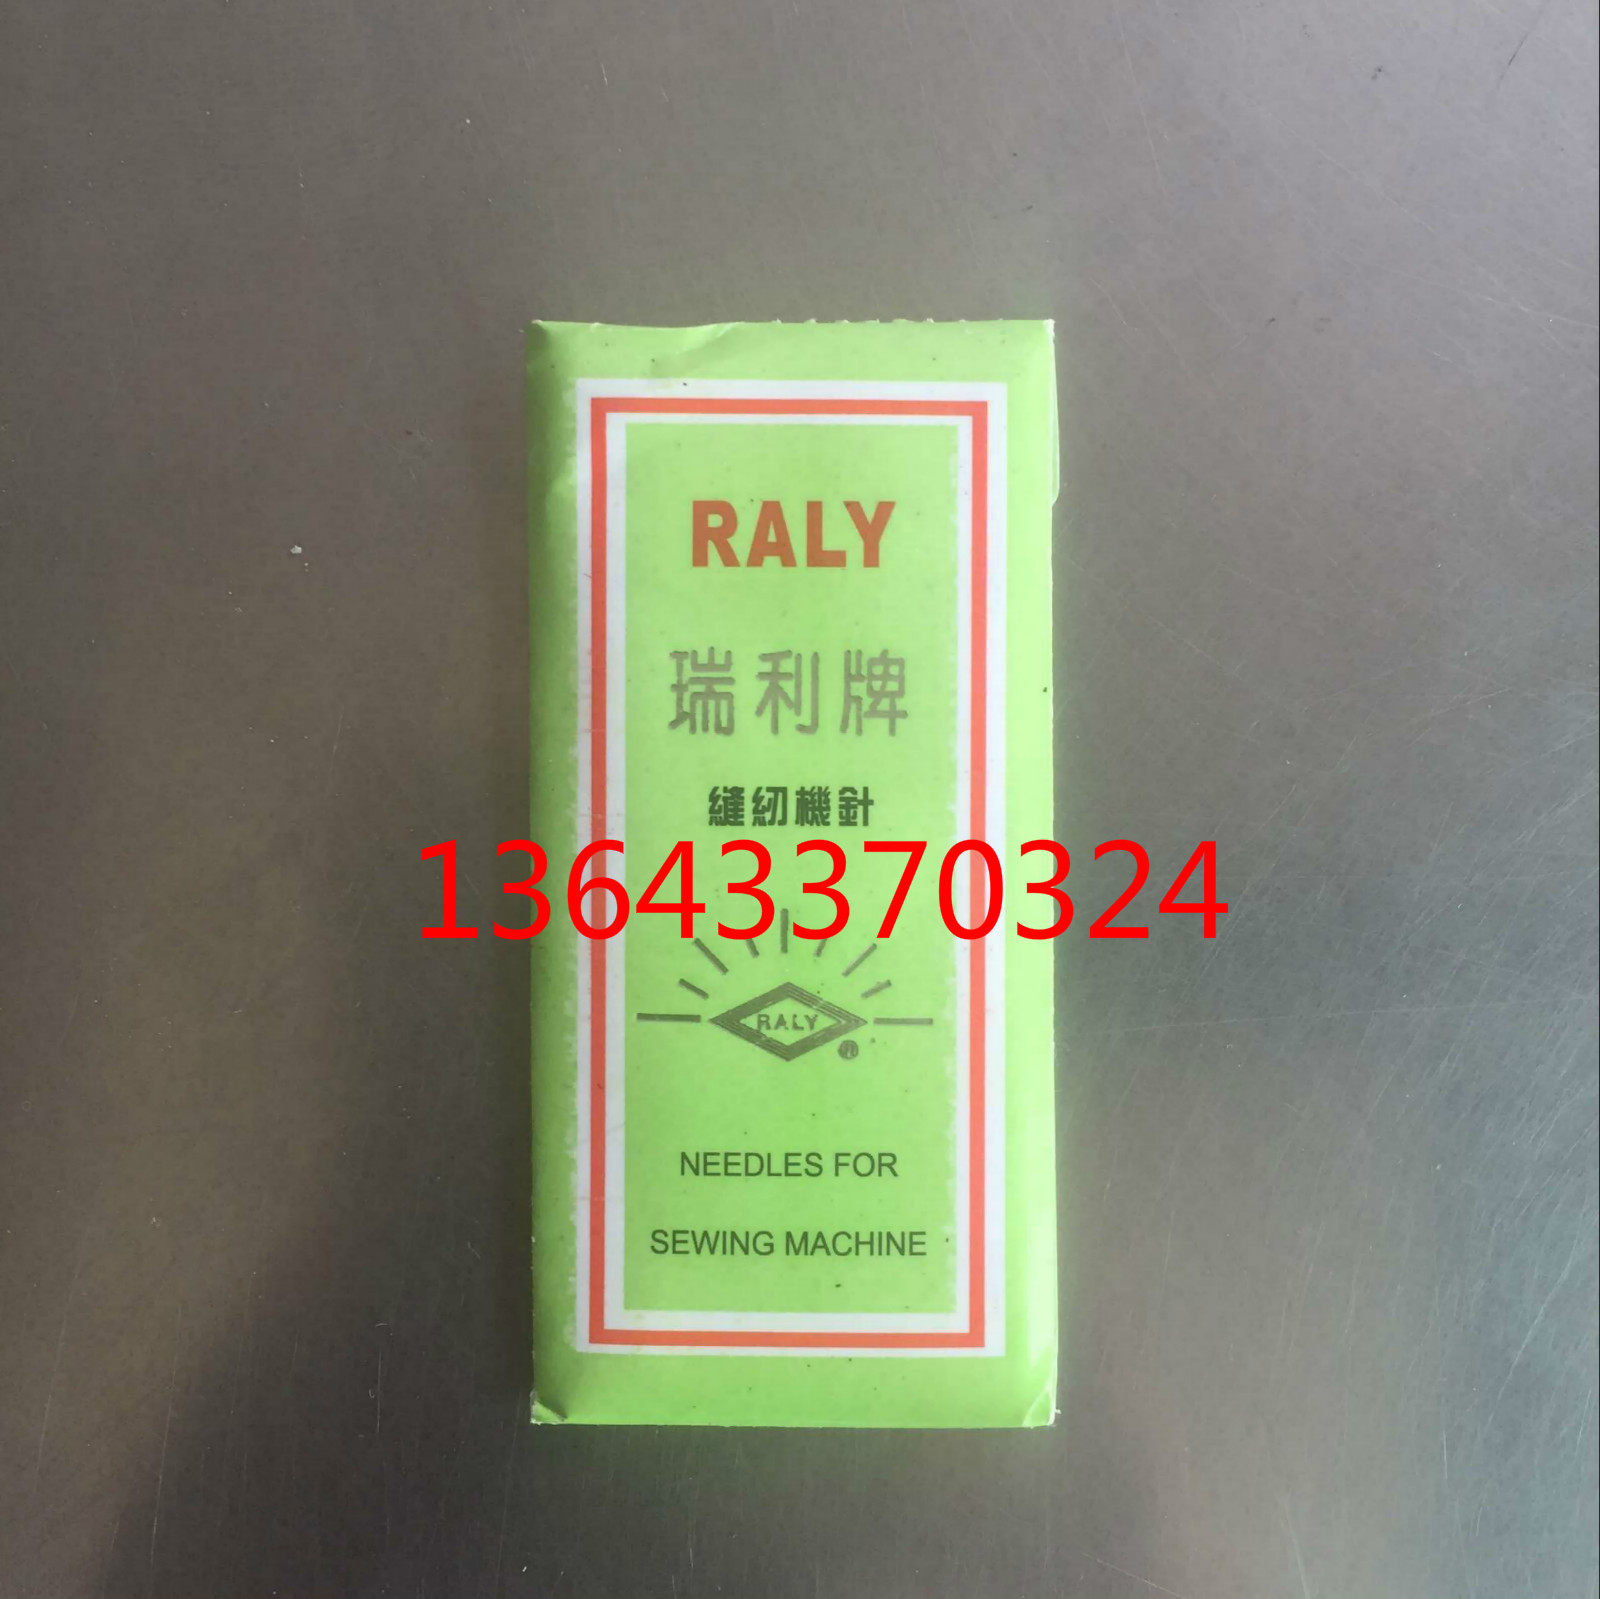 RALY
瑞利牌
縫紉機針
13643370324
RALY
®
NEEDLES FOR
SEWING MACHINE